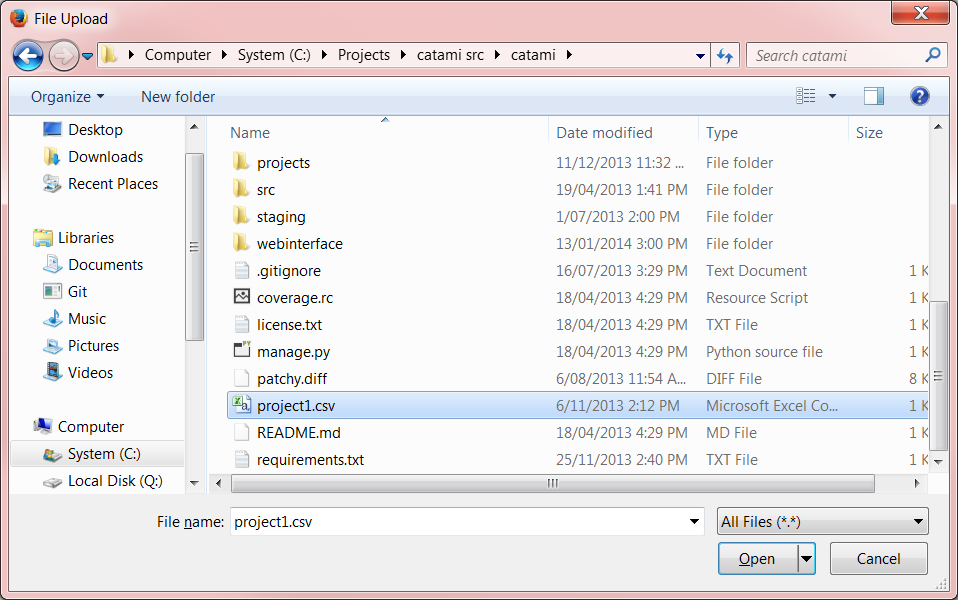 File Upload
Computer System (C:) Projects catami src catami
Search catami
Organize New folder
Desktop
Downloads
Recent Places
Libraries
Documents
Git
Music
Pictures
Videos
Computer
System (C:)
Local Disk (Q:)
Name Date modified Type Size
projects 11/12/2013 11:32 ... File folder
src 19/04/2013 1:41 PM File folder
staging 1/07/2013 2:00 PM File folder
webinterface 13/01/2014 3:00 PM File folder
.gitignore 16/07/2013 3:29 PM Text Document 1 K
coverage.rc 18/04/2013 4:29 PM Resource Script 1 K
license.txt 18/04/2013 4:29 PM TXT File 1 K
manage.py 18/04/2013 4:29 PM Python source file 1 K
patchy.diff 6/08/2013 11:54 A... DIFF File 8 K
project1.csv 6/11/2013 2:12 PM Microsoft Excel Co... 1 K
README.md 18/04/2013 4:29 PM MD File 1 K
requirements.txt 25/11/2013 2:40 PM TXT File 1 K
File name: project1.csv All Files (*.*)
Open Cancel